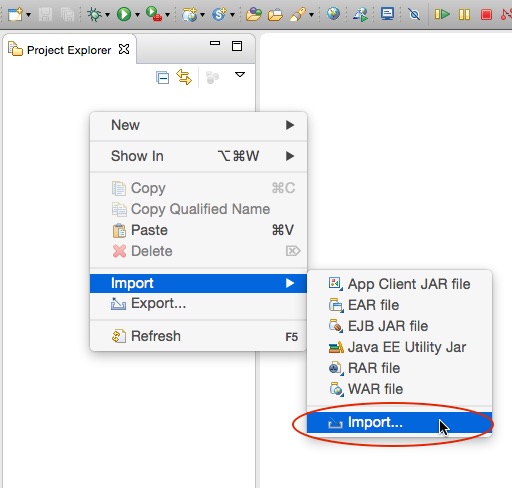 Project Explorer
New
Show In ⌥⌘W
Copy ⌘C
Copy Qualified Name
Paste ⌘V
Delete ⌦
Import
Export...
Refresh F5
App Client JAR file
EAR file
EJB JAR file
Java EE Utility Jar
RAR file
WAR file
Import...